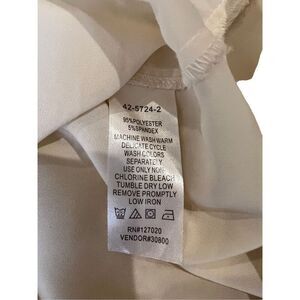 42-5724-2
95%POLYESTER
5%SPANDEX
MACHINE WASH WARM
DELICATE CYCLE
WASH COLORS
SEPARATELY
USE ONLY NON-
CHLORINE BLEACH
TUMBLE DRY LOW
REMOVE PROMPTLY
LOW IRON
RN#127020
VENDOR#30800